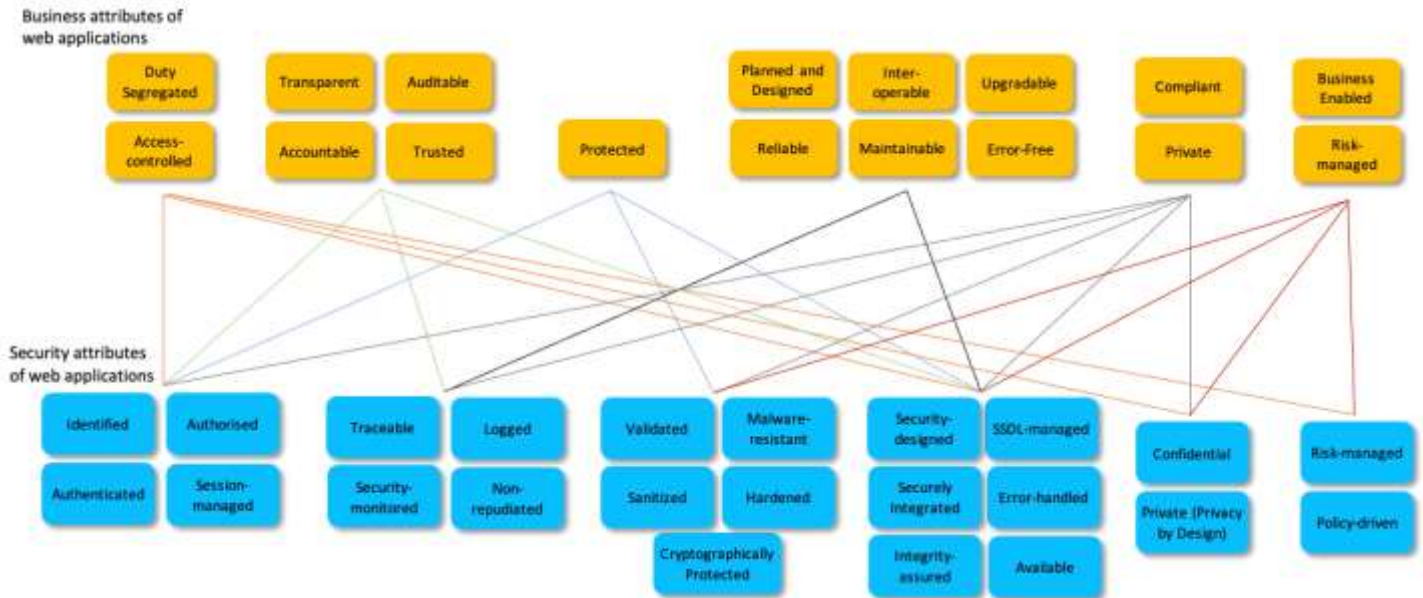 Business attributes of
web applications
Duty
Segregated
Transparent
Auditable
Planned and
Designed
Inter-
operable
Upgradable
Compliant
Business
Enabled
Access-
controlled
Accountable
Trusted
Protected
Reliable
Maintainable
Error-Free
Private
Risk-
managed
Security attributes
of web applications
Identified
Authorised
Traceable
Logged
Validated
Malware-
resistant
Security-
designed
SSDL-managed
Confidential
Risk-managed
Authenticated
Session-
managed
Security-
monitored
Non-
repudiated
Sanitized
Hardened
Securely
Integrated
Error-handled
Private (Privacy
by Design)
Policy-driven
Cryptographically
Protected
Integrity-
assured
Available